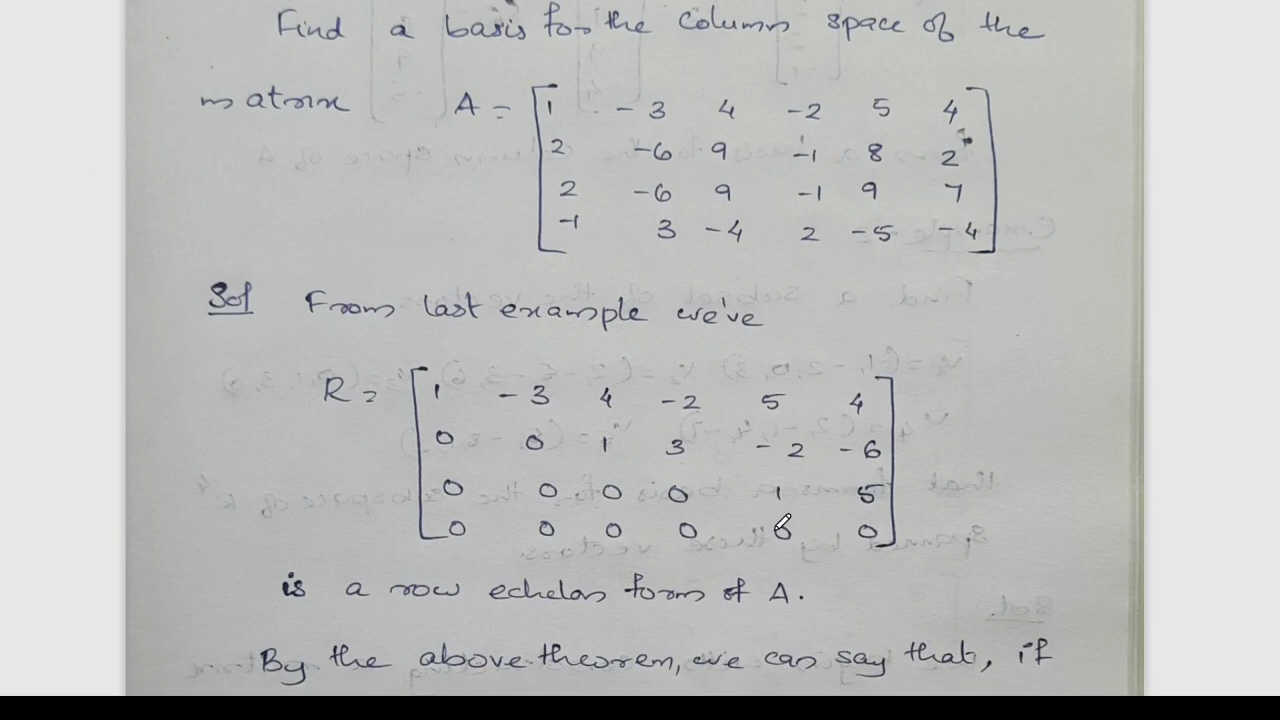 Find a basis for the column space of the
matrix A = [1 -3 4 -2 5 4
2 -6 9 -1 8 2
2 -6 9 -1 9 7
-1 3 -4 2 -5 -4]
Sol From last example we've
R = [1 -3 4 -2 5 4
0 0 1 3 -2 -6
0 0 0 0 1 5
0 0 0 0 0 0]
is a row echelon form of A.
By the above theorem, we can say that, if